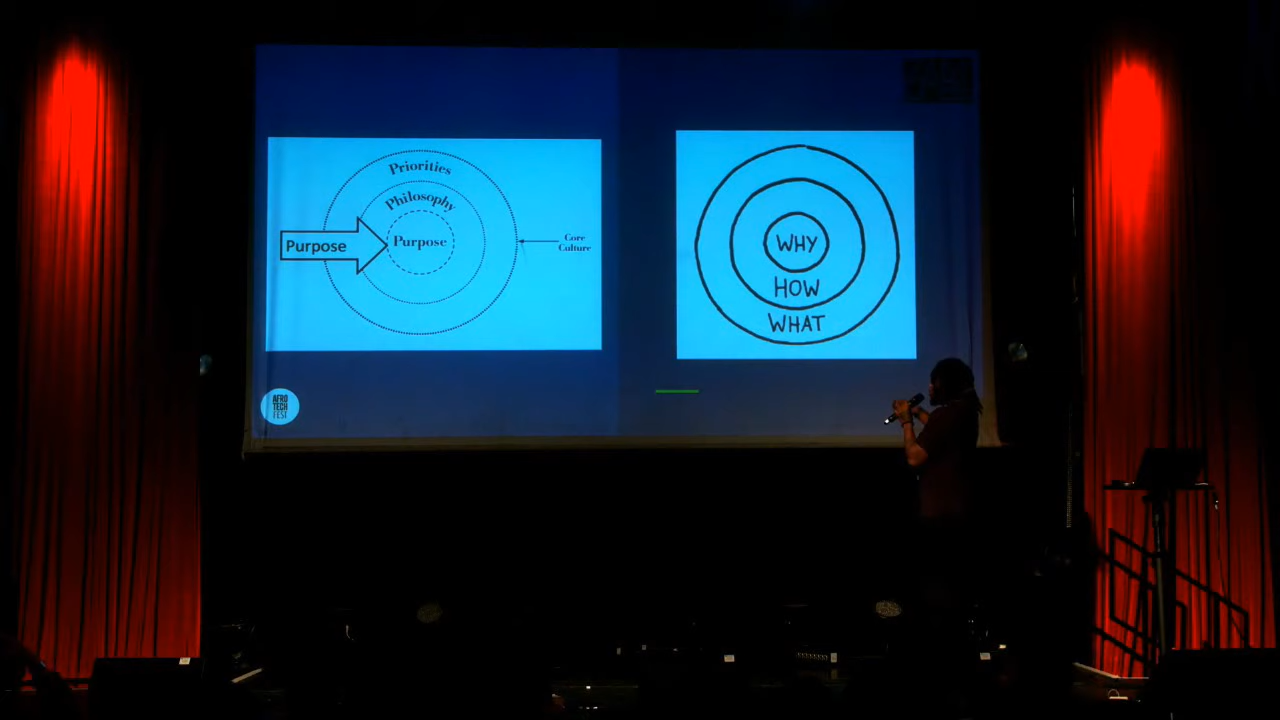 Priorities
Philosophy
Purpose
Purpose
Core
Culture
WHY
HOW
WHAT
AFRO
TECH
FEST